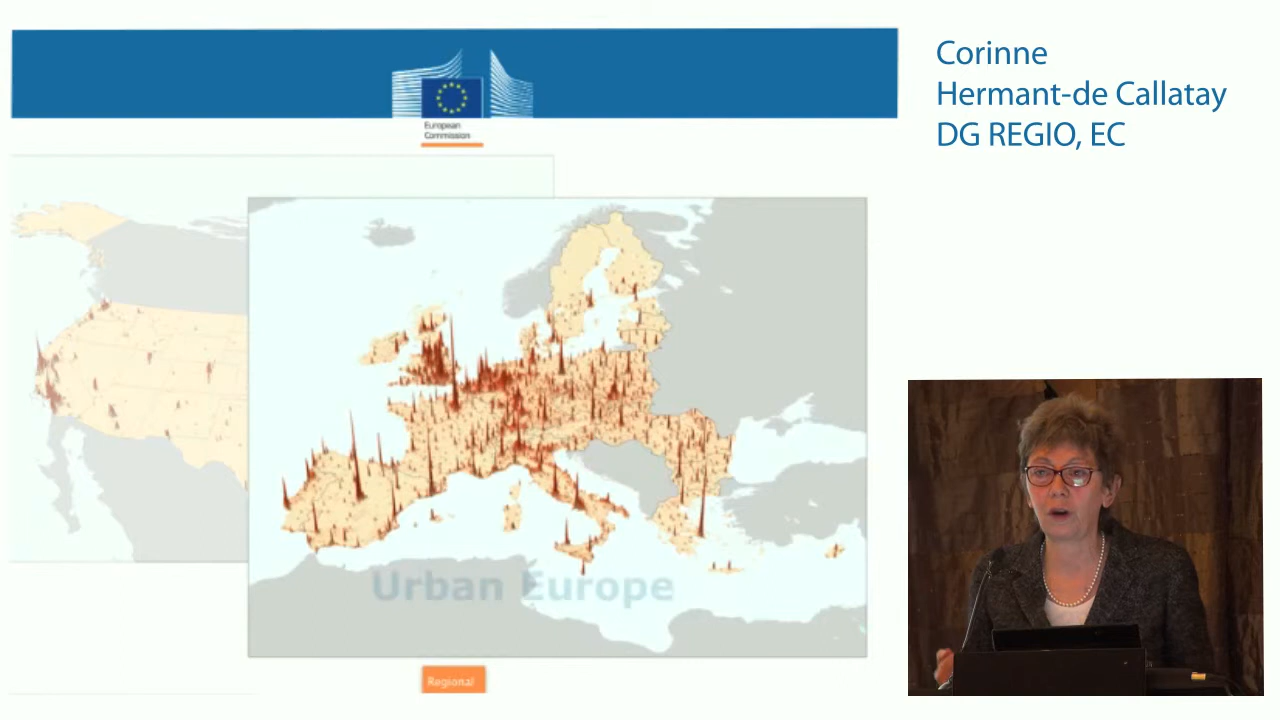 Corinne
Hermant-de Callatay
DG REGIO, EC
European
Commission
Urban Europe
Regional